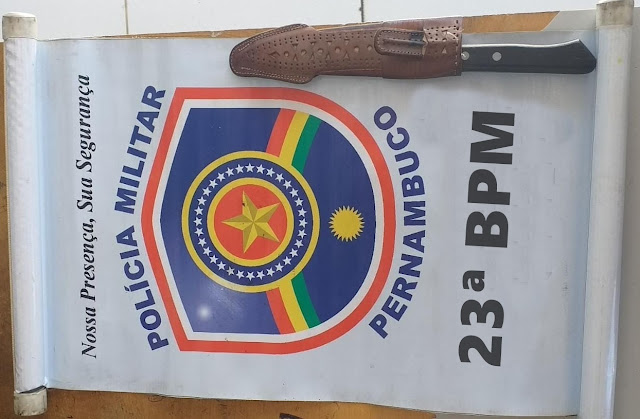 Nossa Presença, Sua Segurança
POLÍCIA MILITAR
PERNAMBUCO
23ª BPM